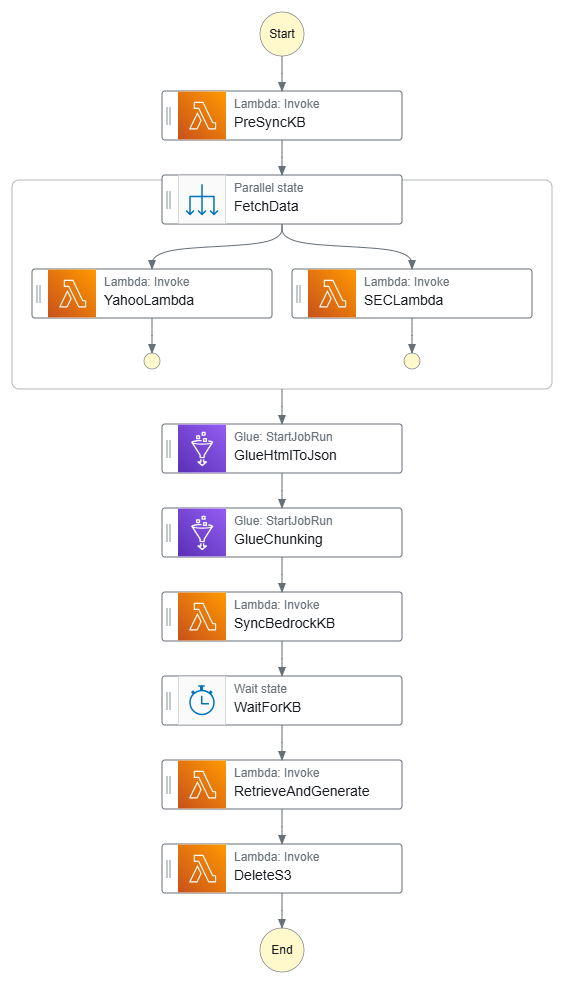 Start
Lambda: Invoke
PreSyncKB
Parallel state
FetchData
Lambda: Invoke
YahooLambda
Lambda: Invoke
SECLambda
Glue: StartJobRun
GlueHtmlToJson
Glue: StartJobRun
GlueChunking
Lambda: Invoke
SyncBedrockKB
Wait state
WaitForKB
Lambda: Invoke
RetrieveAndGenerate
Lambda: Invoke
DeleteS3
End